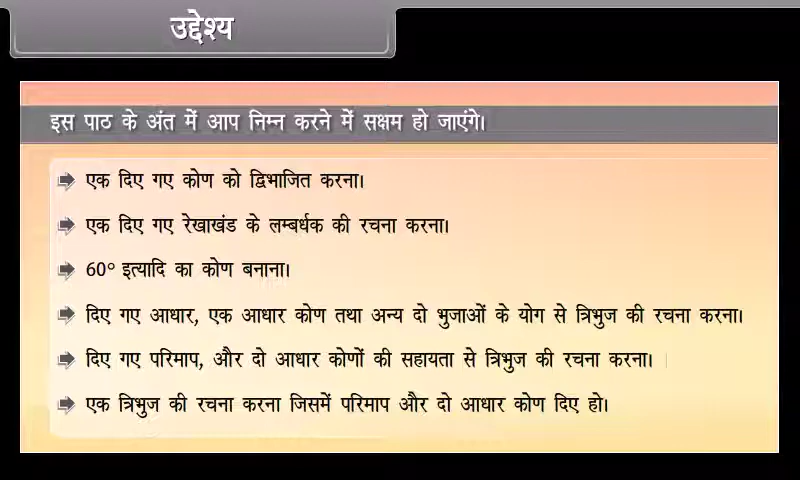 उद्देश्य
इस पाठ के अंत में आप निम्न करने में सक्षम हो जाएंगे।
एक दिए गए कोण को द्विभाजित करना।
एक दिए गए रेखाखंड के लम्बर्धक की रचना करना।
60° इत्यादि का कोण बनाना।
दिए गए आधार, एक आधार कोण तथा अन्य दो भुजाओं के योग से त्रिभुज की रचना करना।
दिए गए परिमाप, और दो आधार कोणों की सहायता से त्रिभुज की रचना करना।
एक त्रिभुज की रचना करना जिसमें परिमाप और दो आधार कोण दिए हो।